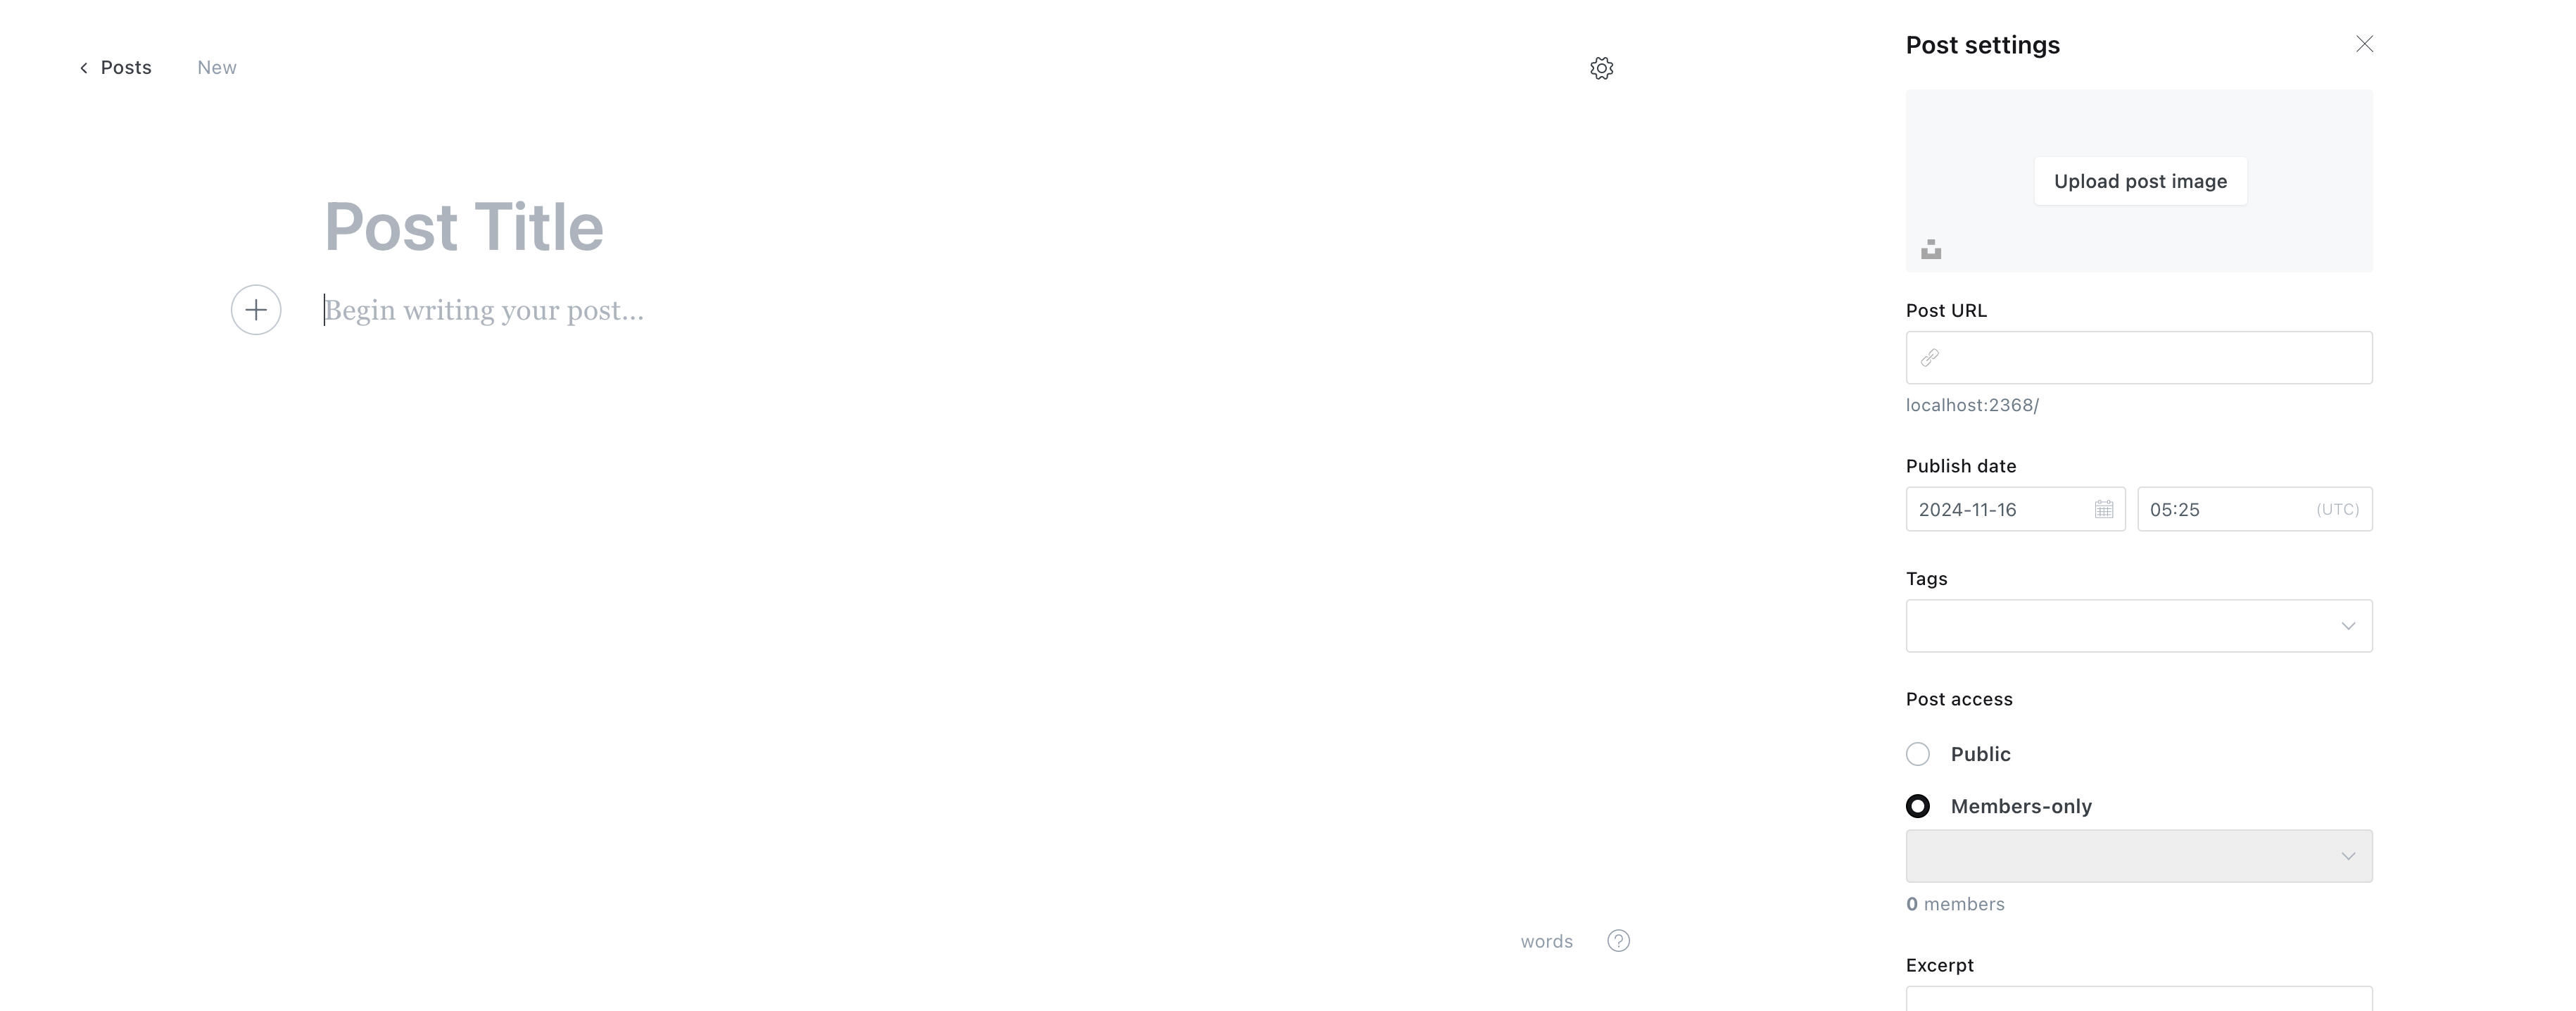 Posts New
Post Title
Begin writing your post...
words
Post settings
Upload post image
Post URL
localhost:2368/
Publish date
2024-11-16 05:25 (UTC)
Tags
Post access
Public
Members-only
0 members
Excerpt